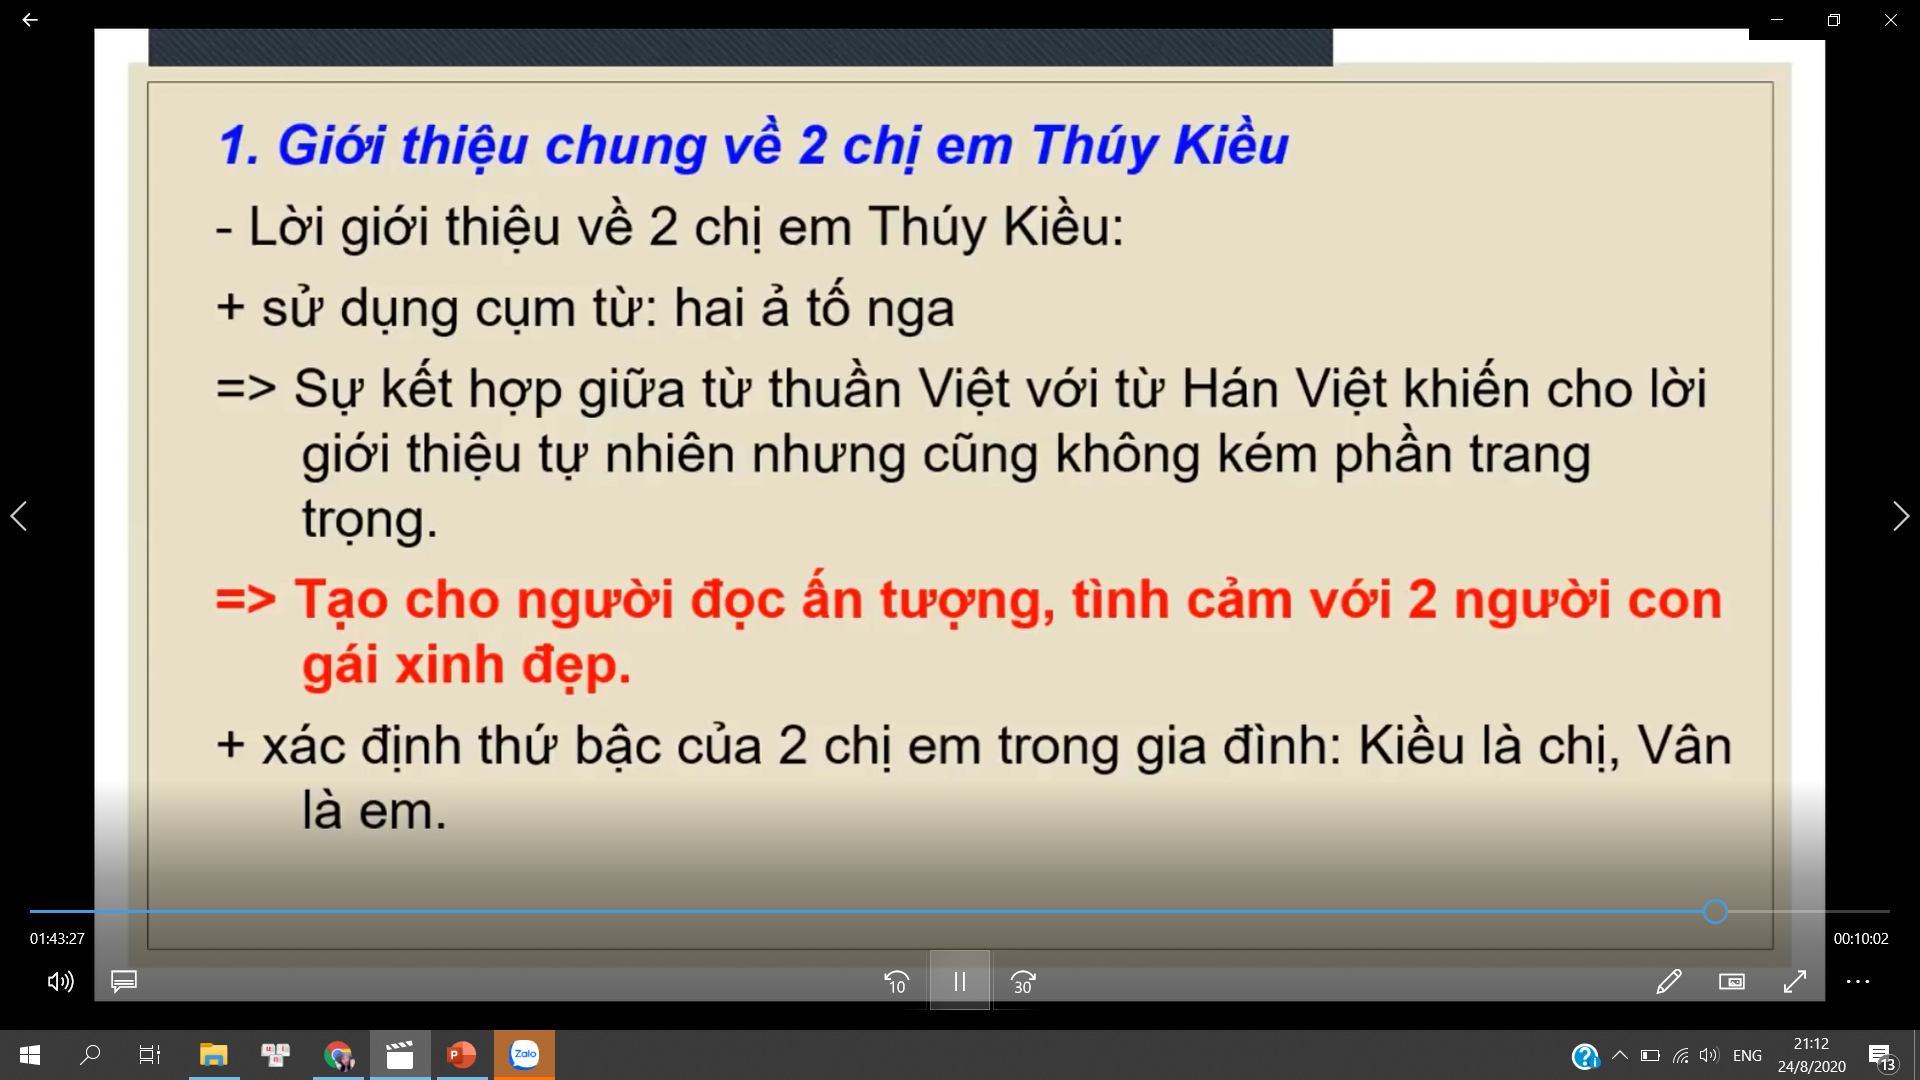 1. Giới thiệu chung về 2 chị em Thúy Kiều
- Lời giới thiệu về 2 chị em Thúy Kiều:
+ sử dụng cụm từ: hai ả tố nga
=> Sự kết hợp giữa từ thuần Việt với từ Hán Việt khiến cho lời
giới thiệu tự nhiên nhưng cũng không kém phần trang
trọng.
=> Tạo cho người đọc ấn tượng, tình cảm với 2 người con
gái xinh đẹp.
+ xác định thứ bậc của 2 chị em trong gia đình: Kiều là chị, Vân
là em.
01:43:27
00:10:02
10
30
Zalo
ENG
21:12
24/8/2020
13